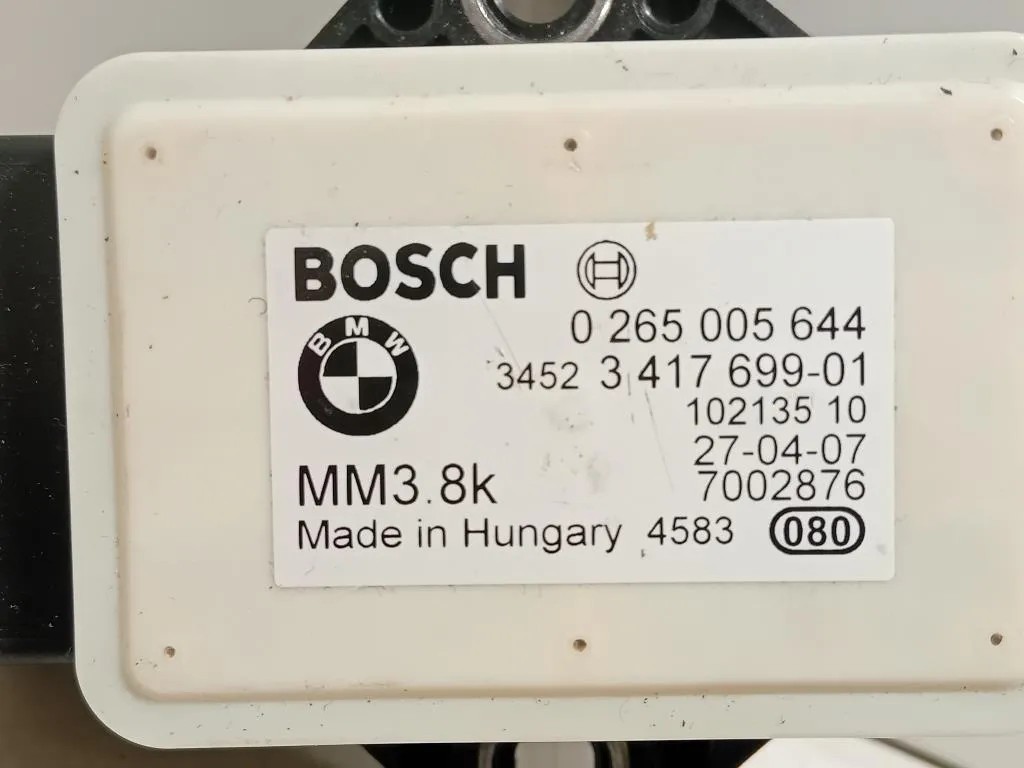 BOSCH
0 265 005 644
BMW
3452 3 417 699-01
102135 10
27-04-07
MM3.8k 7002876
Made in Hungary 4583 080